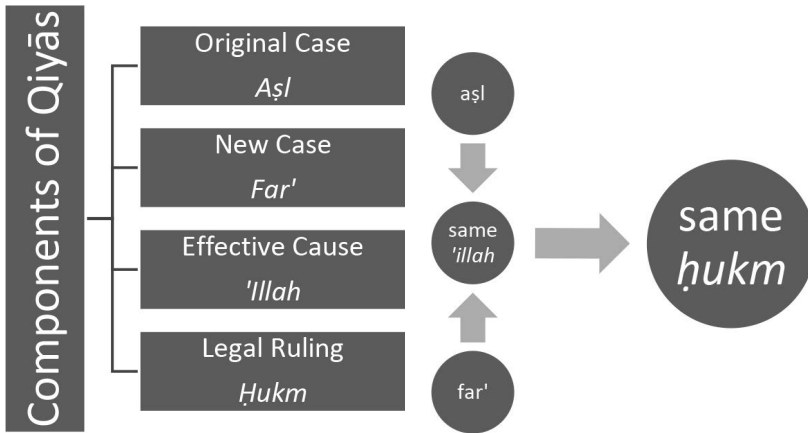 Components of Qiyās
Original Case
Aṣl
New Case
Far'
Effective Cause
'Illah
Legal Ruling
Ḥukm
aṣl
same
'illah
far'
same
ḥukm